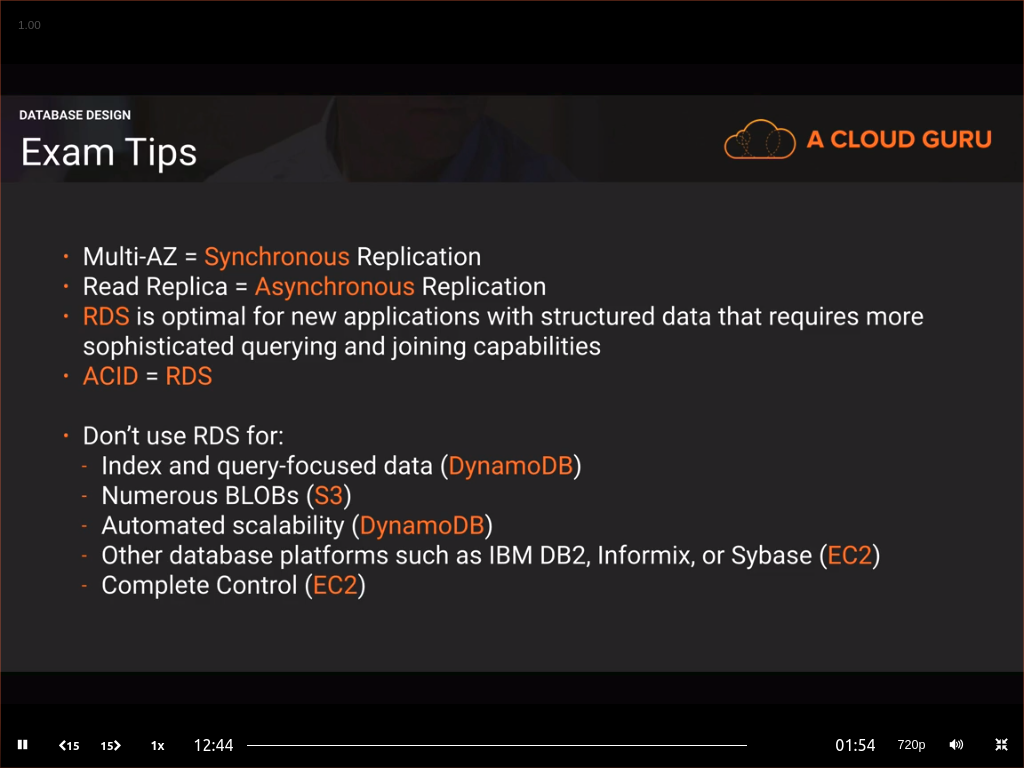 1.00
DATABASE DESIGN
Exam Tips
A CLOUD GURU
· Multi-AZ = Synchronous Replication
· Read Replica = Asynchronous Replication
· RDS is optimal for new applications with structured data that requires more
sophisticated querying and joining capabilities
· ACID = RDS
· Don’t use RDS for:
- Index and query-focused data (DynamoDB)
- Numerous BLOBs (S3)
- Automated scalability (DynamoDB)
- Other database platforms such as IBM DB2, Informix, or Sybase (EC2)
- Complete Control (EC2)
15 15 1x 12:44 01:54 720p